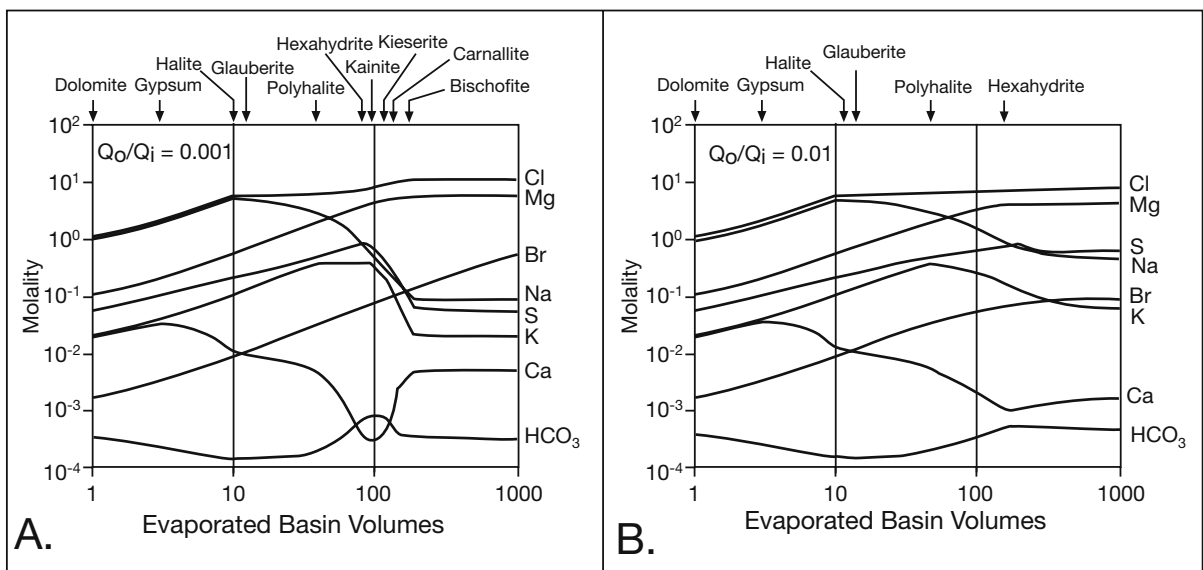 Hexahydrite Kieserite
Halite Glauberite Kainite Carnallite
Dolomite Gypsum Polyhalite Bischofite
10² Qo/Qi = 0.001
10¹ Cl
Mg
10⁰ Br
Molality
10⁻¹ Na
S
K
10⁻² Ca
10⁻³
HCO₃
10⁻⁴
1 10 100 1000
Evaporated Basin Volumes
A.
Halite Glauberite
Dolomite Gypsum Polyhalite Hexahydrite
10² Qo/Qi = 0.01
10¹ Cl
Mg
10⁰ S
Na
Molality
10⁻¹ Br
K
10⁻²
10⁻³ Ca
HCO₃
10⁻⁴
1 10 100 1000
Evaporated Basin Volumes
B.